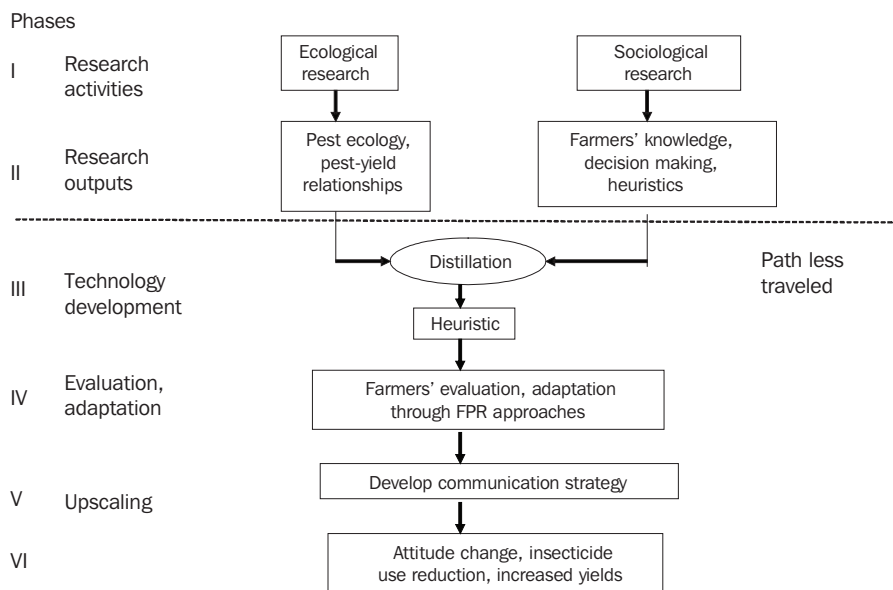 Phases
I
Research
activities
Ecological
research
Sociological
research
II
Research
outputs
Pest ecology,
pest-yield
relationships
Farmers' knowledge,
decision making,
heuristics
III
Technology
development
Distillation
Path less
traveled
Heuristic
IV
Evaluation,
adaptation
Farmers' evaluation, adaptation
through FPR approaches
V
Upscaling
Develop communication strategy
VI
Attitude change, insecticide
use reduction, increased yields